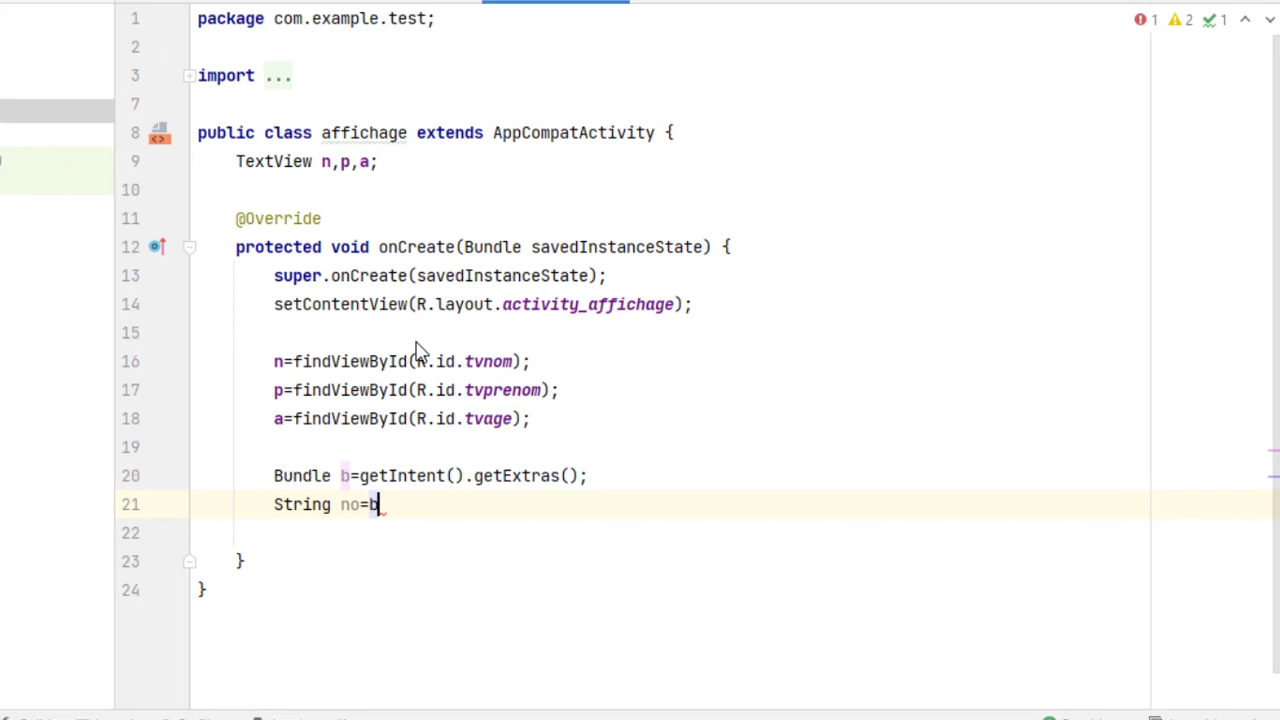 1 package com.example.test;
2
3 import ...
7
8 public class affichage extends AppCompatActivity {
9 TextView n,p,a;
10
11 @Override
12 protected void onCreate(Bundle savedInstanceState) {
13 super.onCreate(savedInstanceState);
14 setContentView(R.layout.activity_affichage);
15
16 n=findViewById(R.id.tvnom);
17 p=findViewById(R.id.tvprenom);
18 a=findViewById(R.id.tvage);
19
20 Bundle b=getIntent().getExtras();
21 String no=b
22
23 }
24 }
1 2 1